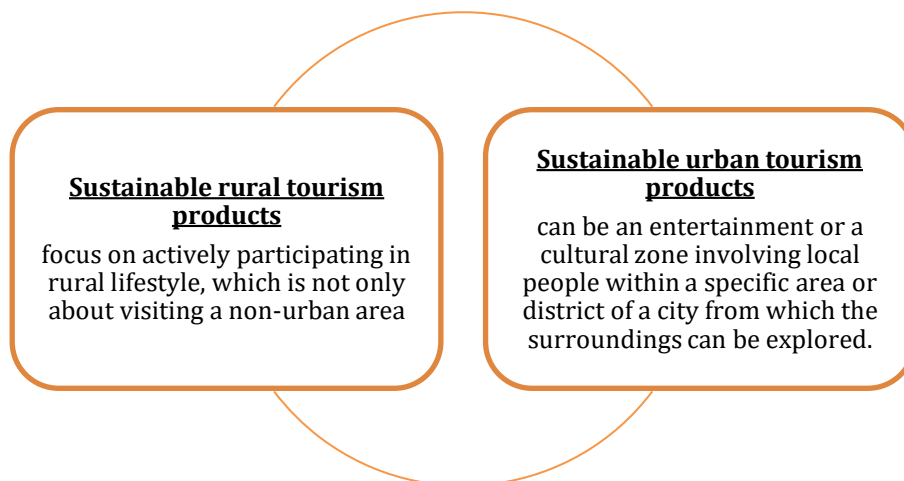 Sustainable rural tourism
products
focus on actively participating in
rural lifestyle, which is not only
about visiting a non-urban area
Sustainable urban tourism
products
can be an entertainment or a
cultural zone involving local
people within a specific area or
district of a city from which the
surroundings can be explored.